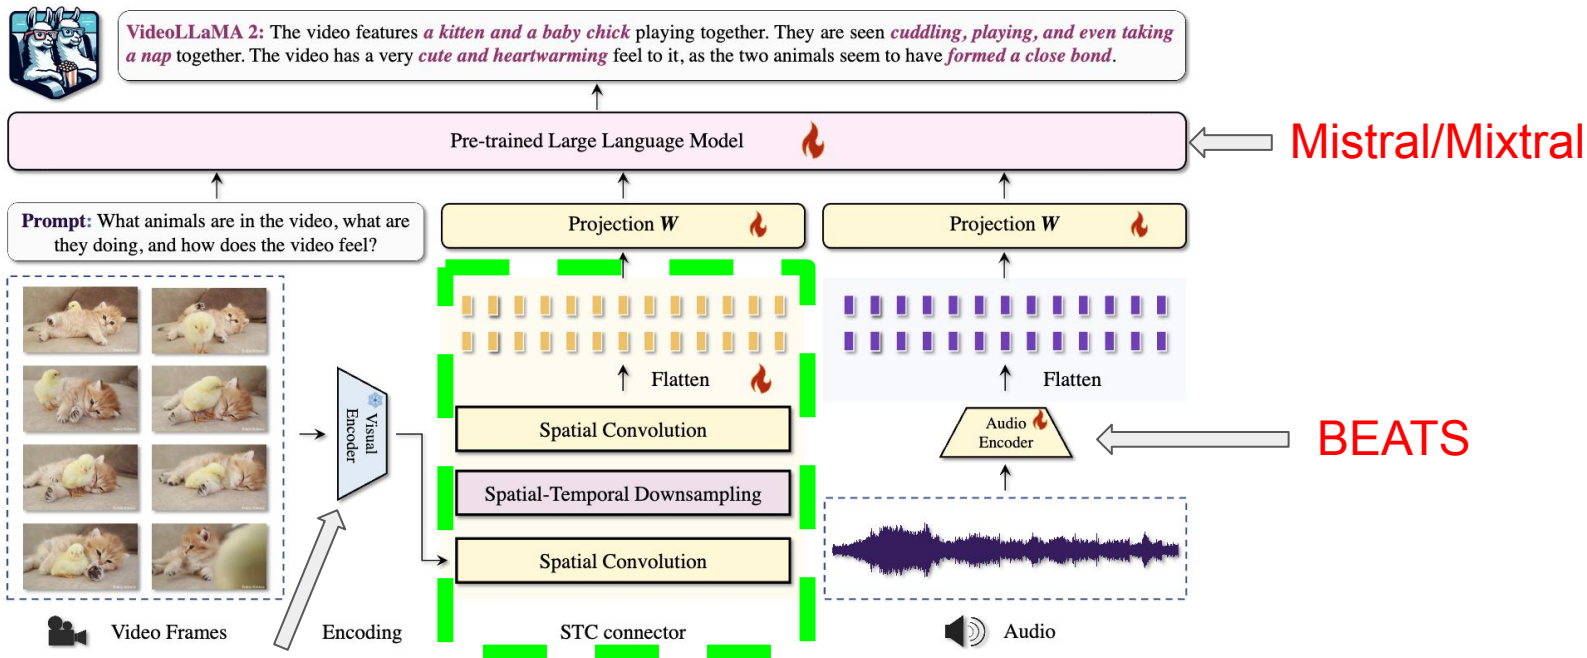 VideoLLaMA 2: The video features a kitten and a baby chick playing together. They are seen cuddling, playing, and even taking
a nap together. The video has a very cute and heartwarming feel to it, as the two animals seem to have formed a close bond.
Pre-trained Large Language Model
Mistral/Mixtral
Prompt: What animals are in the video, what are
they doing, and how does the video feel?
Projection W
Projection W
Flatten
Flatten
Visual
Encoder
Spatial Convolution
Spatial-Temporal Downsampling
Spatial Convolution
Audio
Encoder
BEATS
Video Frames
Encoding
STC connector
Audio